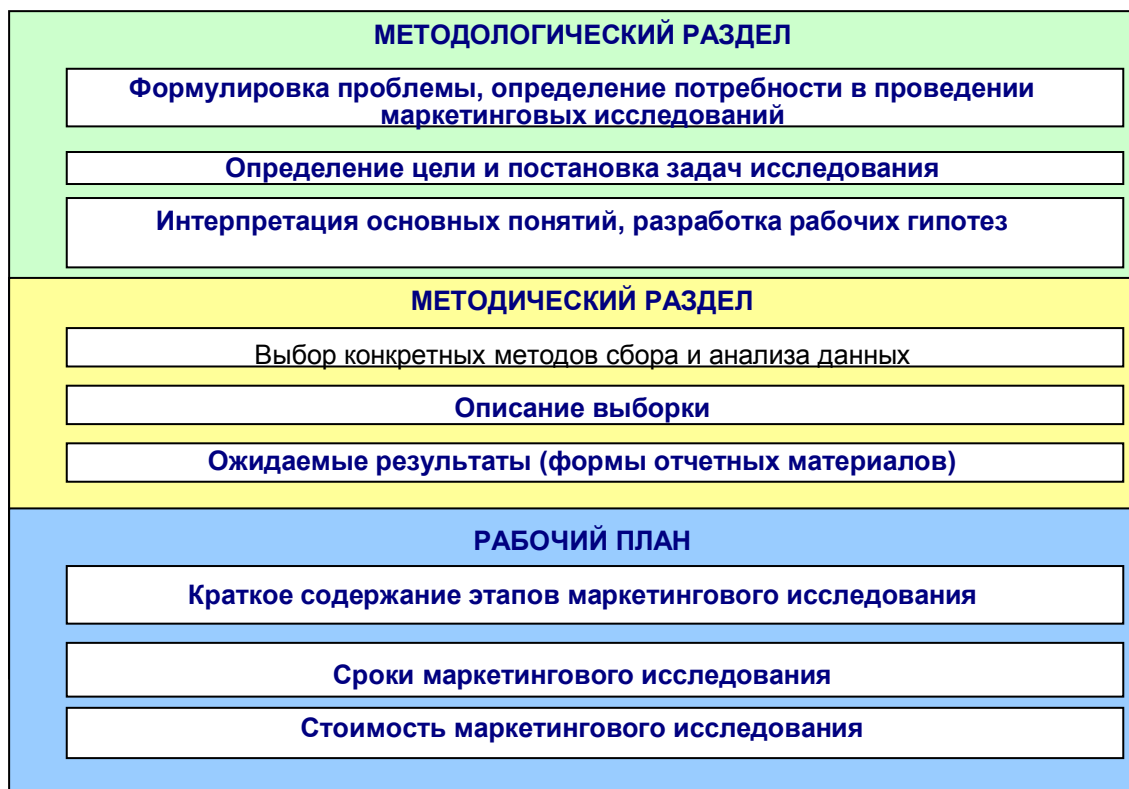 МЕТОДОЛОГИЧЕСКИЙ РАЗДЕЛ
Формулировка проблемы, определение потребности в проведении
маркетинговых исследований
Определение цели и постановка задач исследования
Интерпретация основных понятий, разработка рабочих гипотез
МЕТОДИЧЕСКИЙ РАЗДЕЛ
Выбор конкретных методов сбора и анализа данных
Описание выборки
Ожидаемые результаты (формы отчетных материалов)
РАБОЧИЙ ПЛАН
Краткое содержание этапов маркетингового исследования
Сроки маркетингового исследования
Стоимость маркетингового исследования